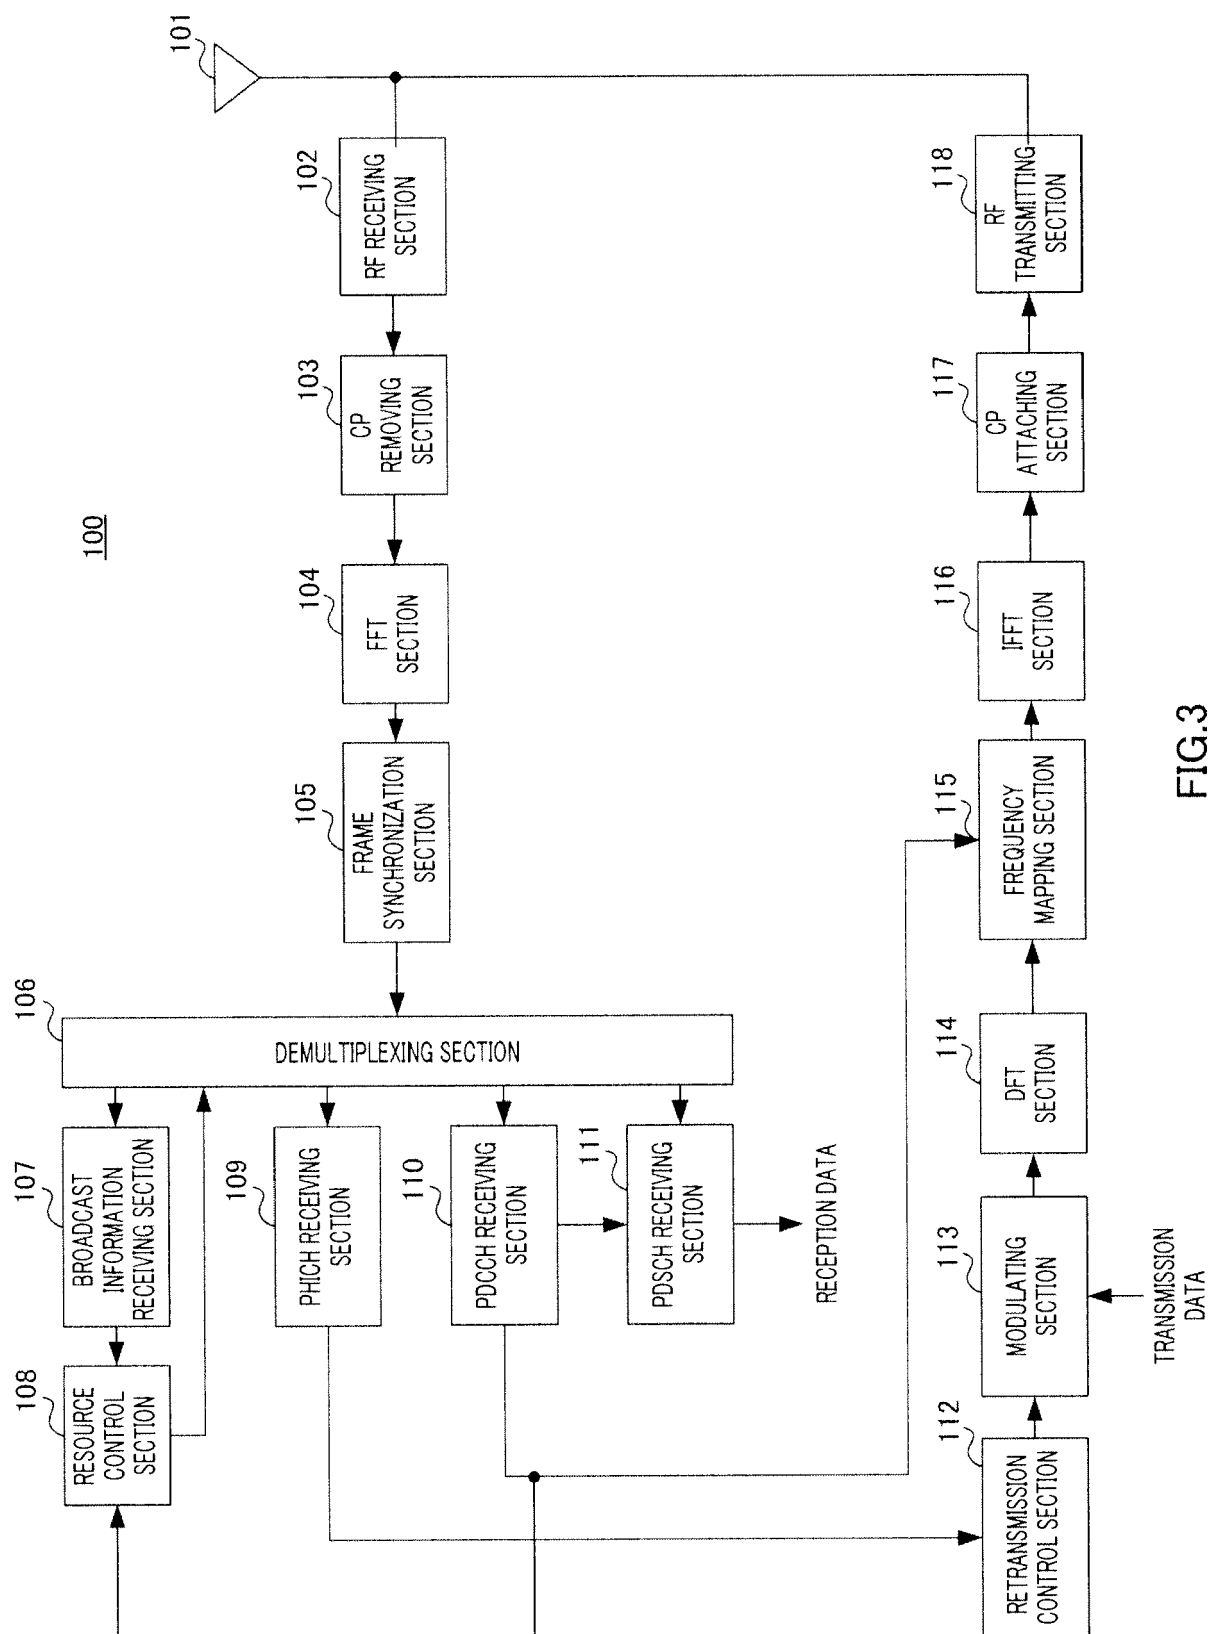 100
101
102
RF RECEIVING
SECTION
103
CP
REMOVING
SECTION
104
FFT
SECTION
105
FRAME
SYNCHRONIZATION
SECTION
106
DEMULTIPLEXING SECTION
107
BROADCAST
INFORMATION
RECEIVING SECTION
108
RESOURCE
CONTROL
SECTION
109
PHICH RECEIVING
SECTION
110
PDCCH RECEIVING
SECTION
111
PDSCH RECEIVING
SECTION
RECEPTION DATA
112
RETRANSMISSION
CONTROL SECTION
113
MODULATING
SECTION
TRANSMISSION
DATA
114
DFT
SECTION
115
FREQUENCY
MAPPING SECTION
116
IFFT
SECTION
117
CP
ATTACHING
SECTION
118
RF
TRANSMITTING
SECTION
FIG.3